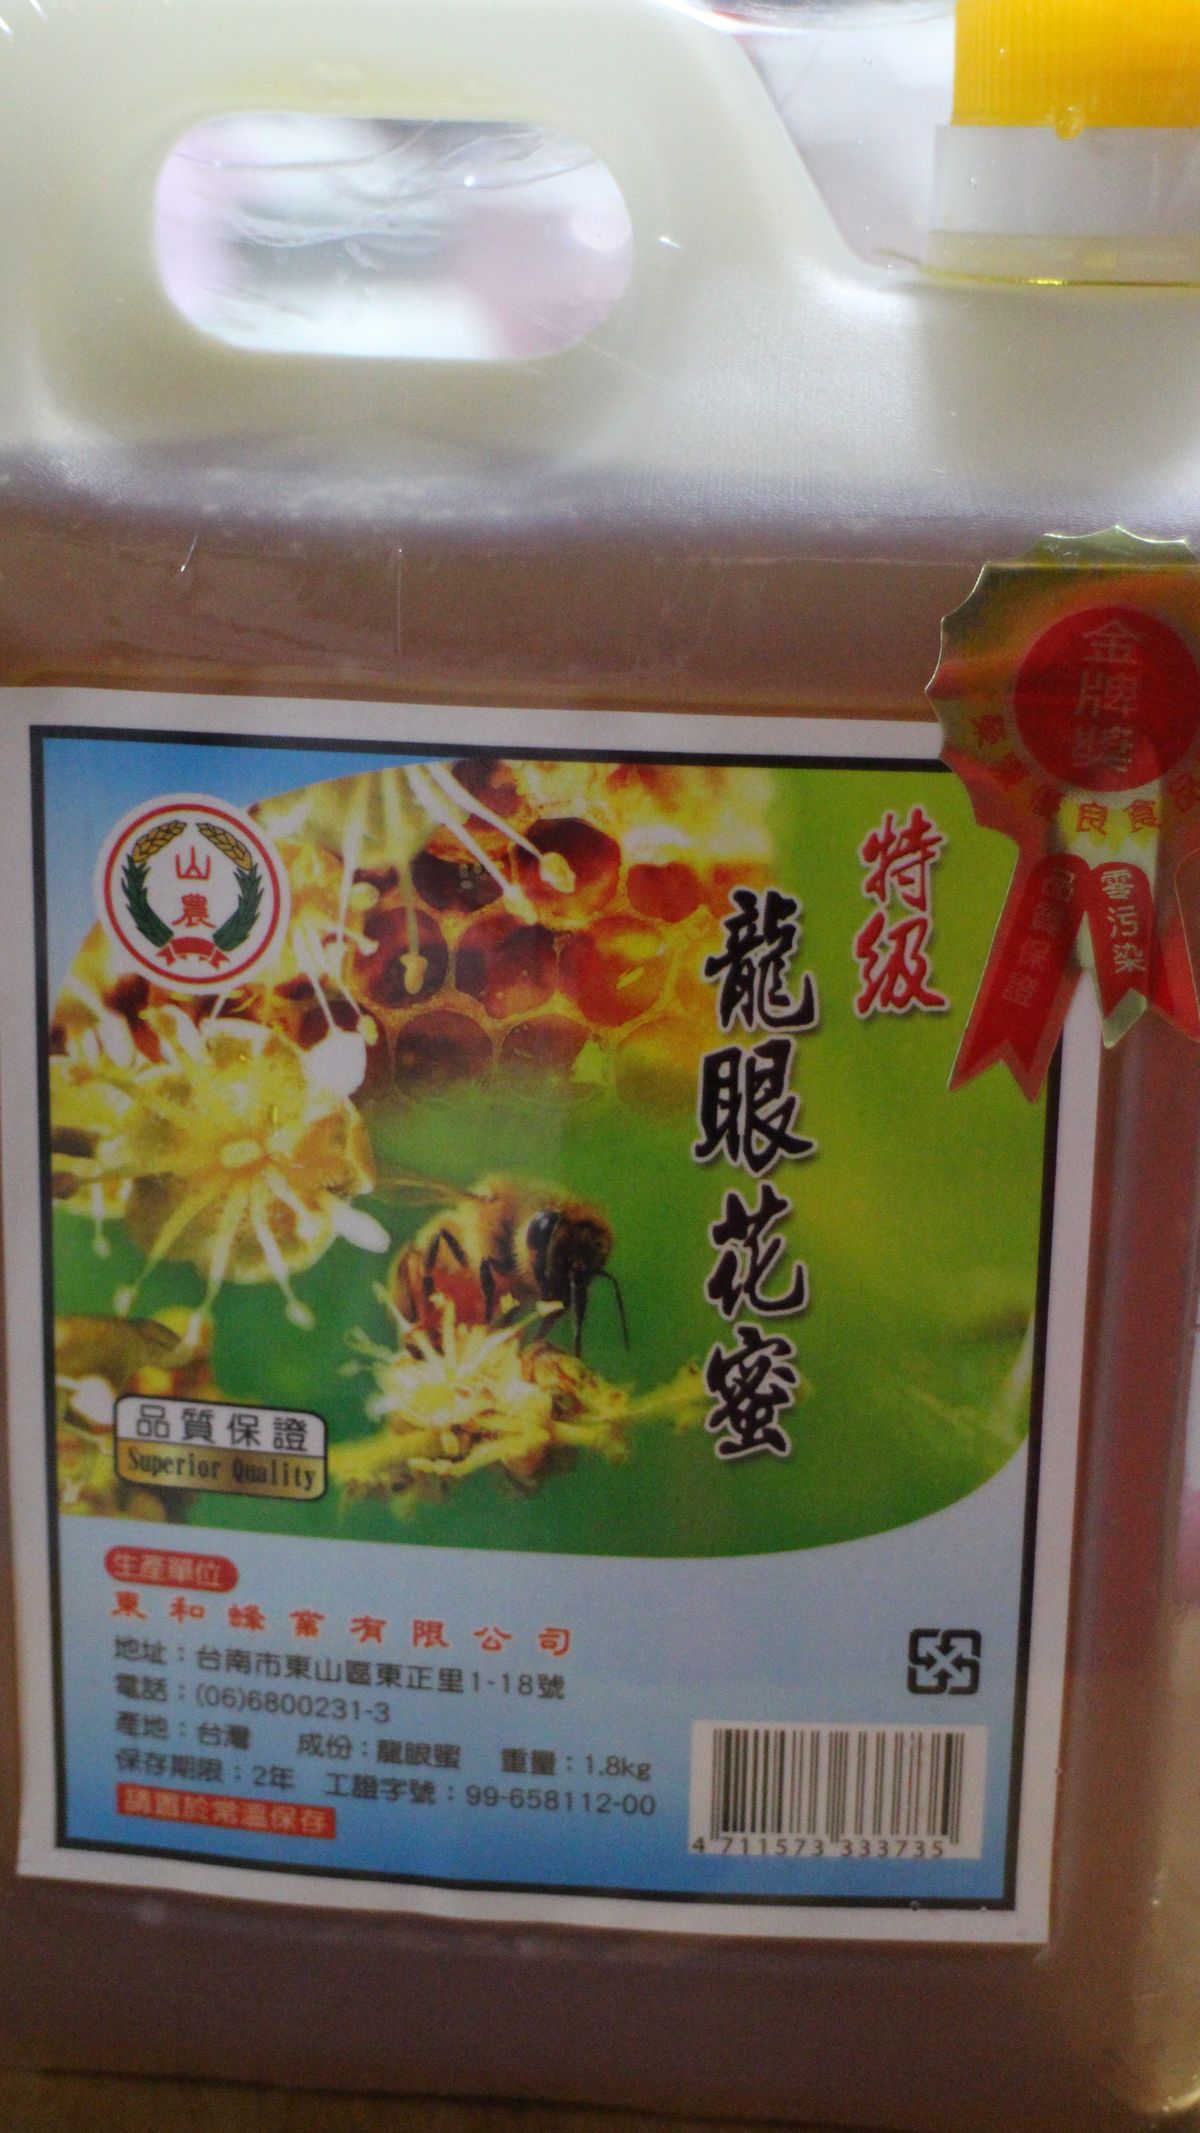 金牌獎
良食
品質保證
零污染
山農
特級
龍眼花蜜
品質保證
Superior Quality
生產單位
東和蜂業有限公司
地址：台南市東山區東正里1-18號
電話：(06)6800231-3
產地：台灣 成份：龍眼蜜 重量：1.8kg
保存期限：2年 工證字號：99-658112-00
請置於常溫保存
4 711573 333735